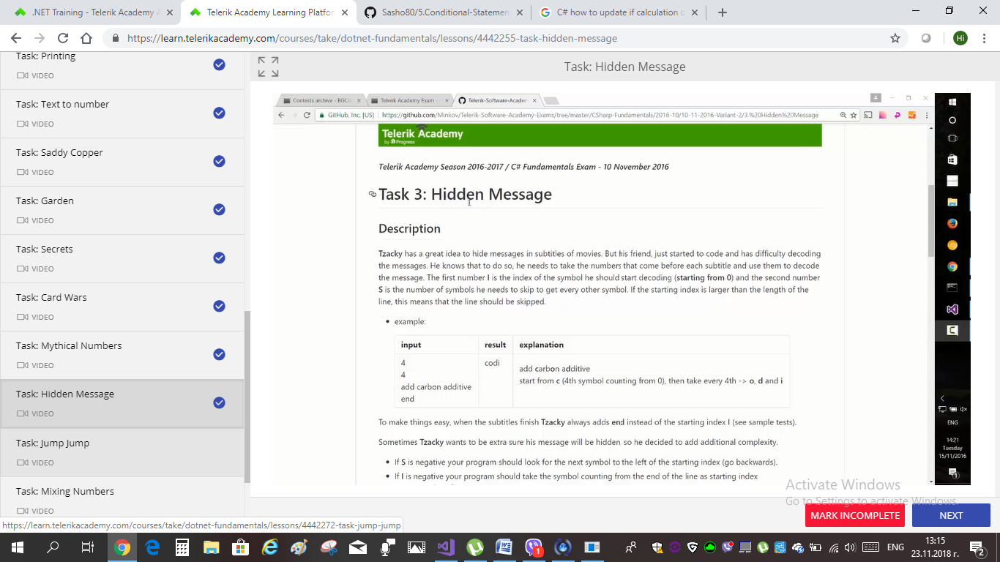 .NET Training - Telerik Academy A
Telerik Academy Learning Platfor
Sasho80/5.Conditional-Statemen
C# how to update if calculation o
https://learn.telerikacademy.com/courses/take/dotnet-fundamentals/lessons/4442255-task-hidden-message
Hi
Task: Printing
VIDEO
Task: Text to number
VIDEO
Task: Saddy Copper
VIDEO
Task: Garden
VIDEO
Task: Secrets
VIDEO
Task: Card Wars
VIDEO
Task: Mythical Numbers
VIDEO
Task: Hidden Message
VIDEO
Task: Jump Jump
VIDEO
Task: Mixing Numbers
VIDEO
https://learn.telerikacademy.com/courses/take/dotnet-fundamentals/lessons/4442272-task-jump-jump
Task: Hidden Message
Contests archive - BGCo
Telerik Academy Exam -
Telerik-Software-Academ
GitHub, Inc. [US]
https://github.com/Minkov/Telerik-Software-Academy-Exams/tree/master/CSharp-Fundamentals/2016-10/10-11-2016-Variant-2/3.%20Hidden%20Message
Telerik Academy
by Progress
Telerik Academy Season 2016-2017 / C# Fundamentals Exam - 10 November 2016
Task 3: Hidden Message
Description
Tzacky has a great idea to hide messages in subtitles of movies. But his friend, just started to code and has difficulty decoding
the messages. He knows that to do so, he needs to take the numbers that come before each subtitle and use them to decode
the message. The first number I is the index of the symbol he should start decoding (starting from 0) and the second number
S is the number of symbols he needs to skip to get every other symbol. If the starting index is larger than the length of the
line, this means that the line should be skipped.
example:
input result explanation
4
4
add carbon additive
end
codi
add carbon additive
start from c (4th symbol counting from 0), then take every 4th -> o, d and i
To make things easy, when the subtitles finish Tzacky always adds end instead of the starting index I (see sample tests).
Sometimes Tzacky wants to be extra sure his message will be hidden, so he decided to add additional complexity.
If S is negative your program should look for the next symbol to the left of the starting index (go backwards).
If I is negative your program should take the symbol counting from the end of the line as starting index
ENG
14:21
Tuesday
15/11/2016
Activate Windows
Go to Settings to activate Windows.
MARK INCOMPLETE
NEXT
1
ENG
13:15
23.11.2018 г.
2